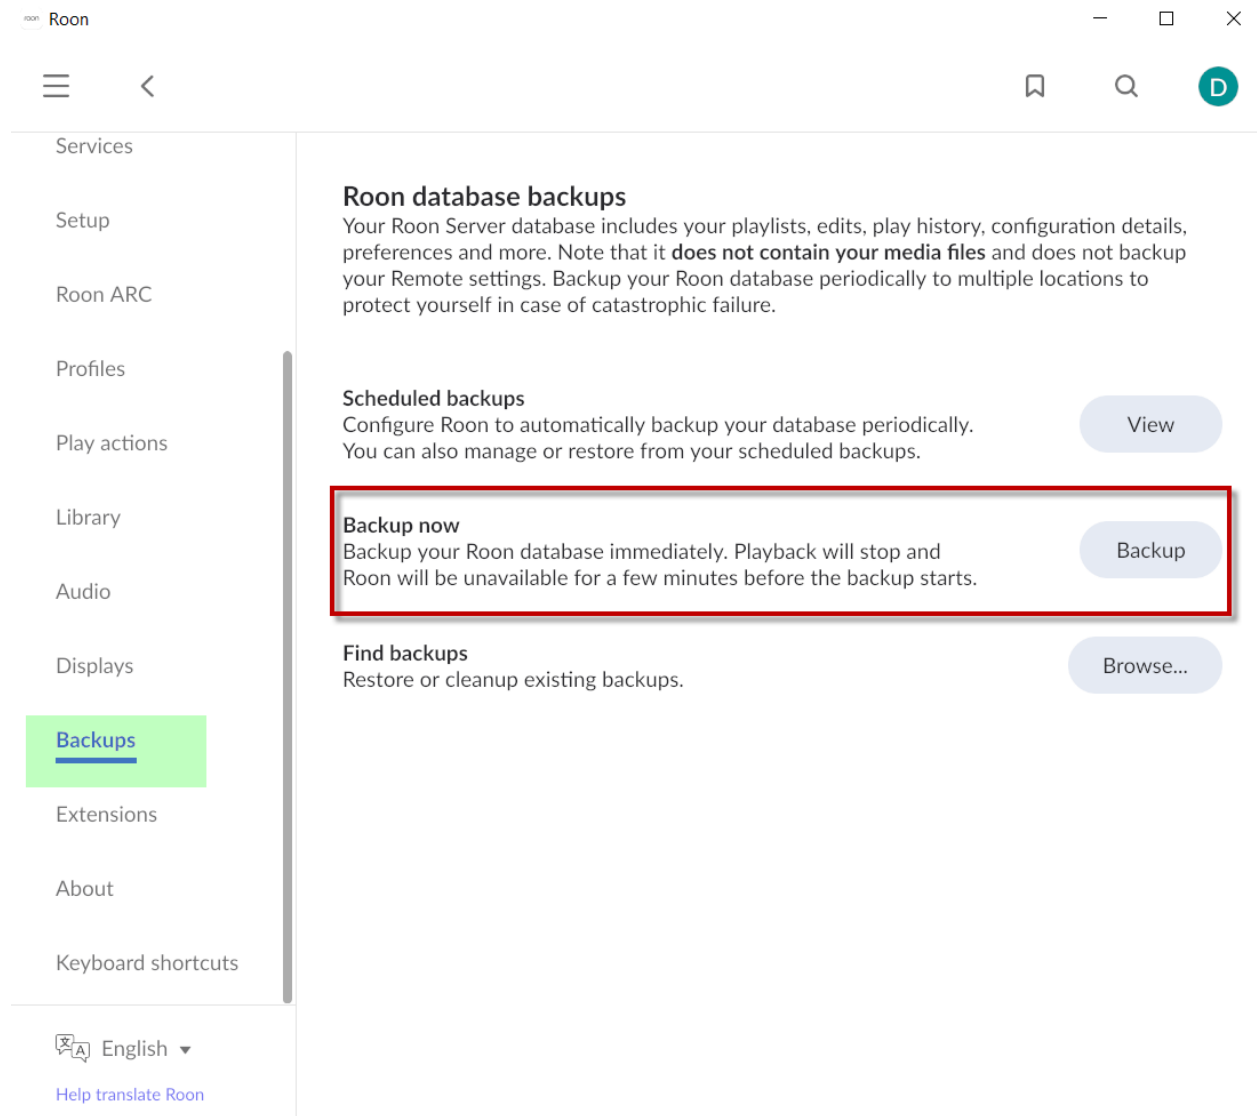 roon Roon
D
Services
Setup
Roon ARC
Profiles
Play actions
Library
Audio
Displays
Backups
Extensions
About
Keyboard shortcuts
文A English
Help translate Roon
Roon database backups
Your Roon Server database includes your playlists, edits, play history, configuration details,
preferences and more. Note that it does not contain your media files and does not backup
your Remote settings. Backup your Roon database periodically to multiple locations to
protect yourself in case of catastrophic failure.
Scheduled backups
Configure Roon to automatically backup your database periodically.
You can also manage or restore from your scheduled backups.
View
Backup now
Backup your Roon database immediately. Playback will stop and
Roon will be unavailable for a few minutes before the backup starts.
Backup
Find backups
Restore or cleanup existing backups.
Browse...